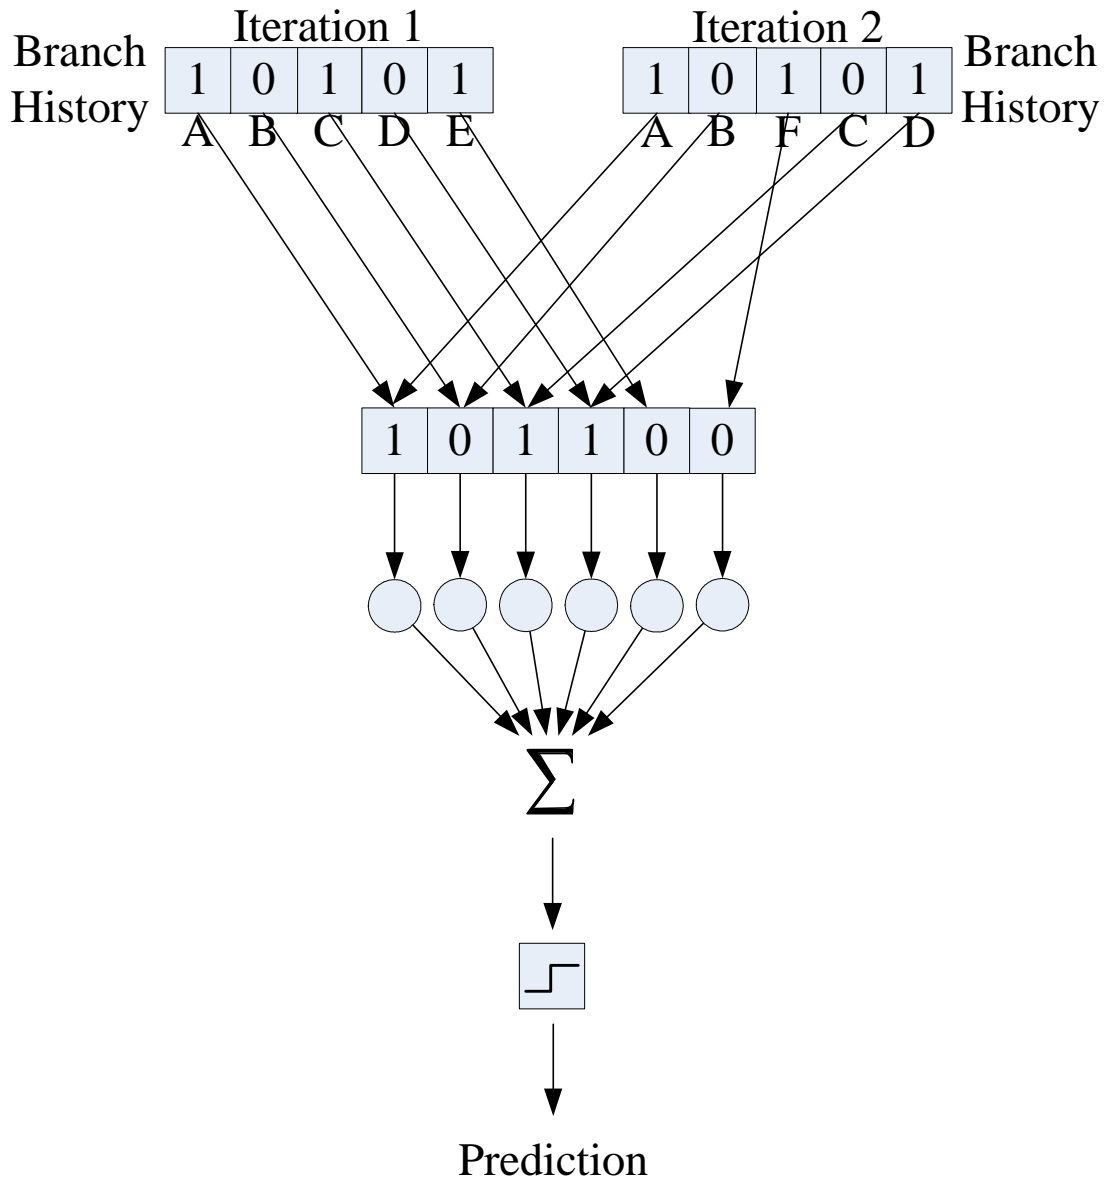 Iteration 1
Iteration 2
Branch
History
1 0 1 0 1
1 0 1 0 1
Branch
History
A B C D E
A B F C D
1 0 1 1 0 0
Σ
Prediction